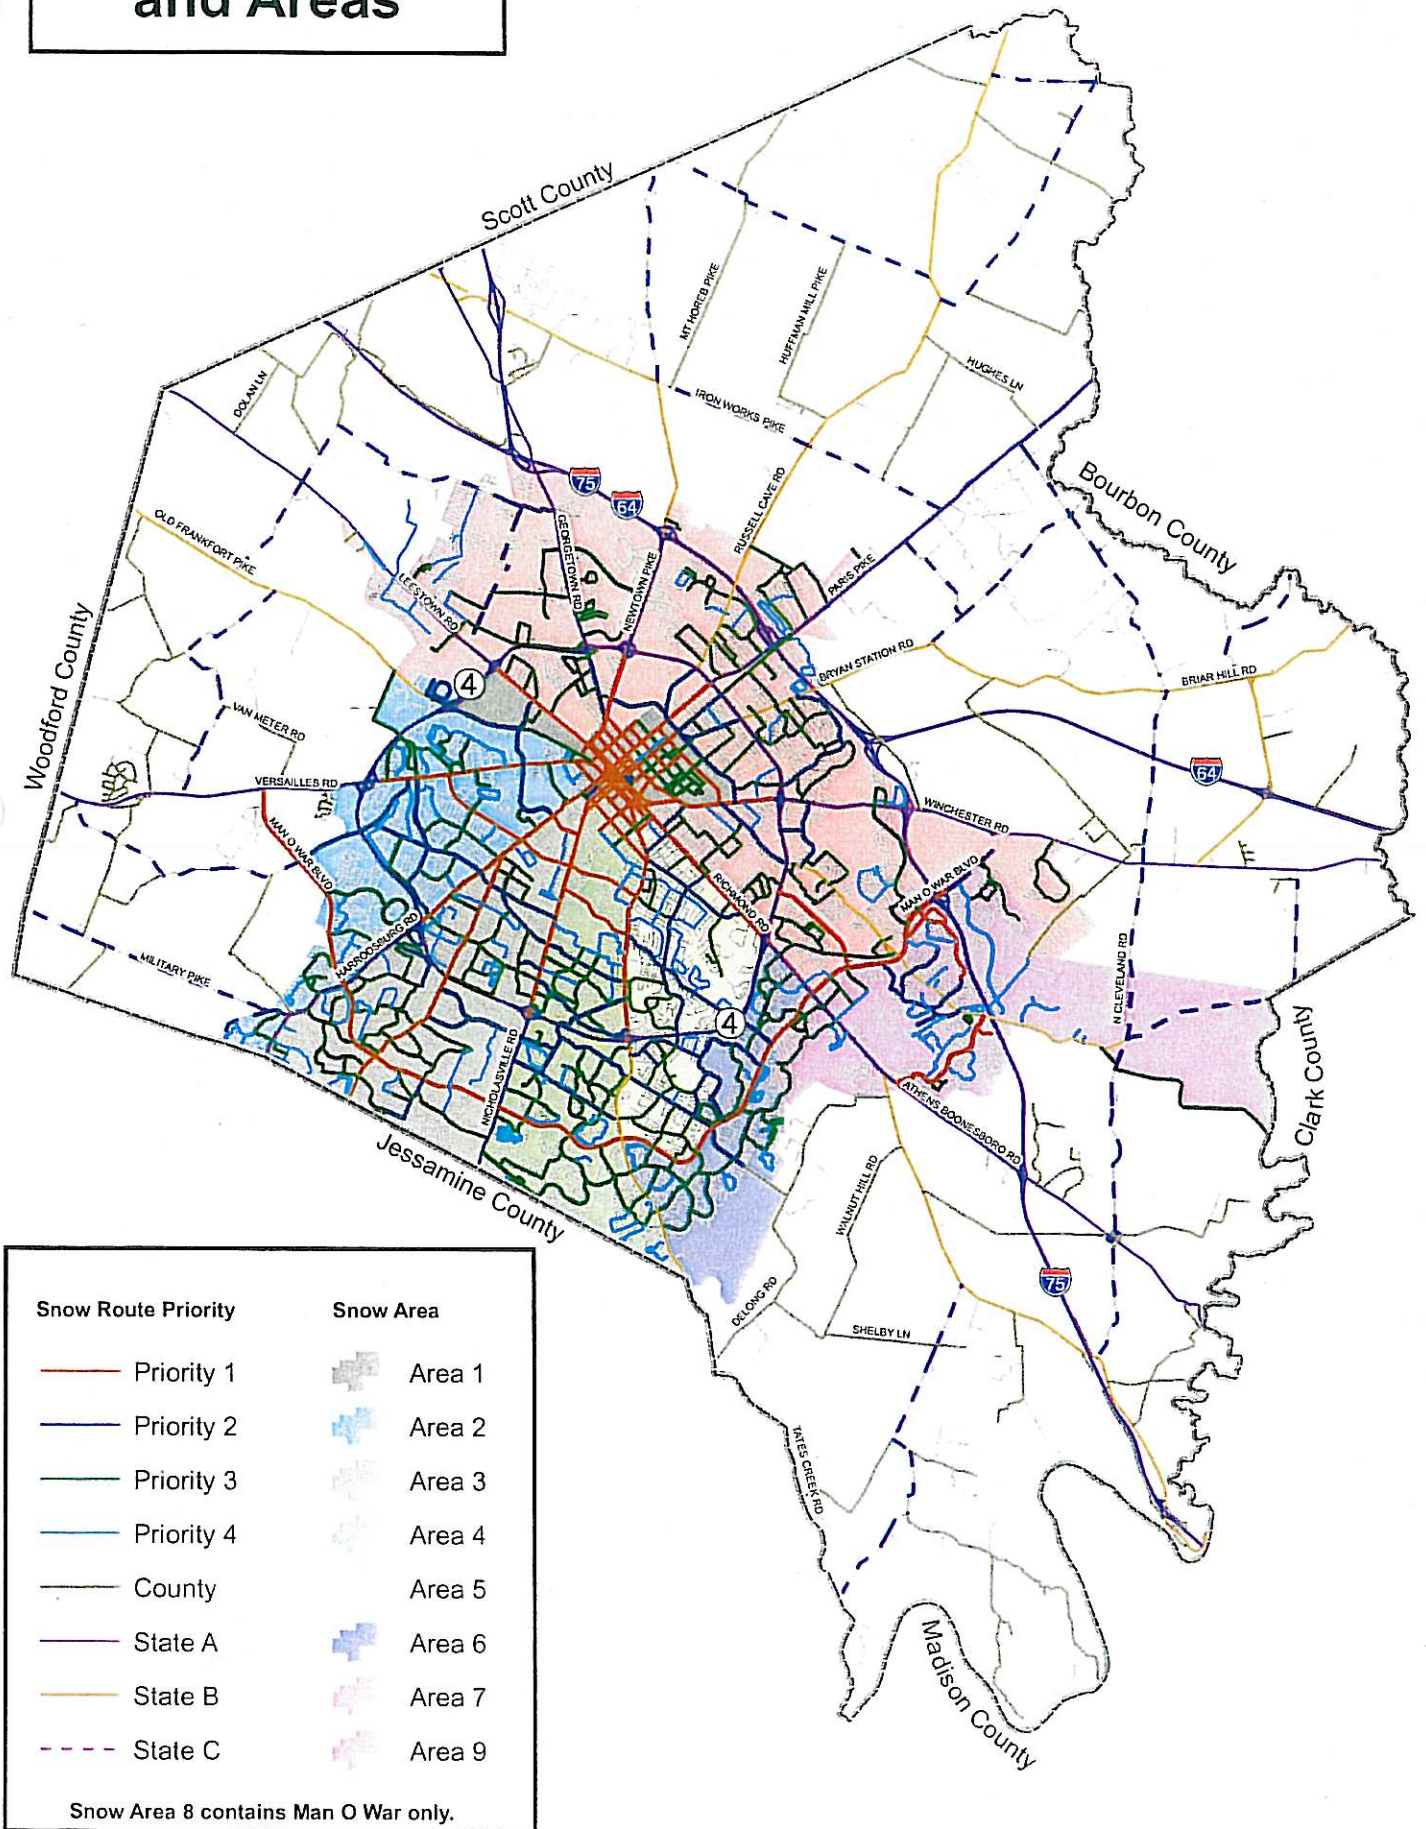 and Areas
Scott County
MT HOREB PIKE
HUFFMAN MILL PIKE
HUGHES LN
DOLAN LN
IRON WORKS PIKE
75
64
RUSSELL CAVE RD
Bourbon County
OLD FRANKFORT PIKE
GEORGETOWN RD
NEWTOWN PIKE
PARIS PIKE
LEESTOWN RD
Woodford County
4
BRYAN STATION RD
BRIAR HILL RD
VAN METER RD
VERSAILLES RD
64
WINCHESTER RD
MAN O WAR BLVD
MAN O WAR BLVD
RICHMOND RD
HARRODSBURG RD
MILITARY PIKE
N CLEVELAND RD
4
NICHOLASVILLE RD
Clark County
ATHENS BOONESBORO RD
Jessamine County
WALNUT HILL RD
75
DELONG RD
SHELBY LN
TATES CREEK RD
Madison County
Snow Route Priority Snow Area
Priority 1 Area 1
Priority 2 Area 2
Priority 3 Area 3
Priority 4 Area 4
County Area 5
State A Area 6
State B Area 7
State C Area 9
Snow Area 8 contains Man O War only.